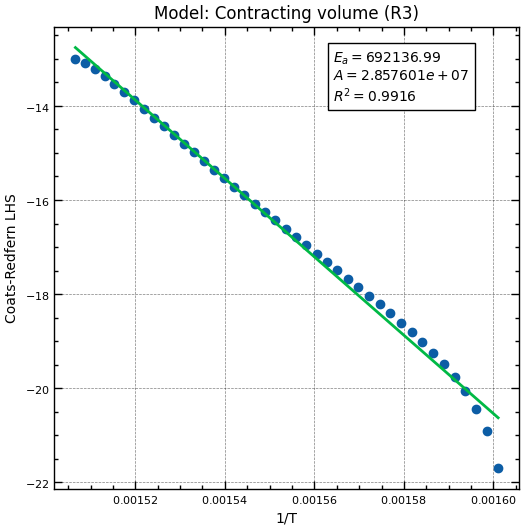 Model: Contracting volume (R3)
E_a = 692136.99
A = 2.857601e + 07
R² = 0.9916
Coats-Redfern LHS
−14
−16
−18
−20
−22
0.00152 0.00154 0.00156 0.00158 0.00160
1/T